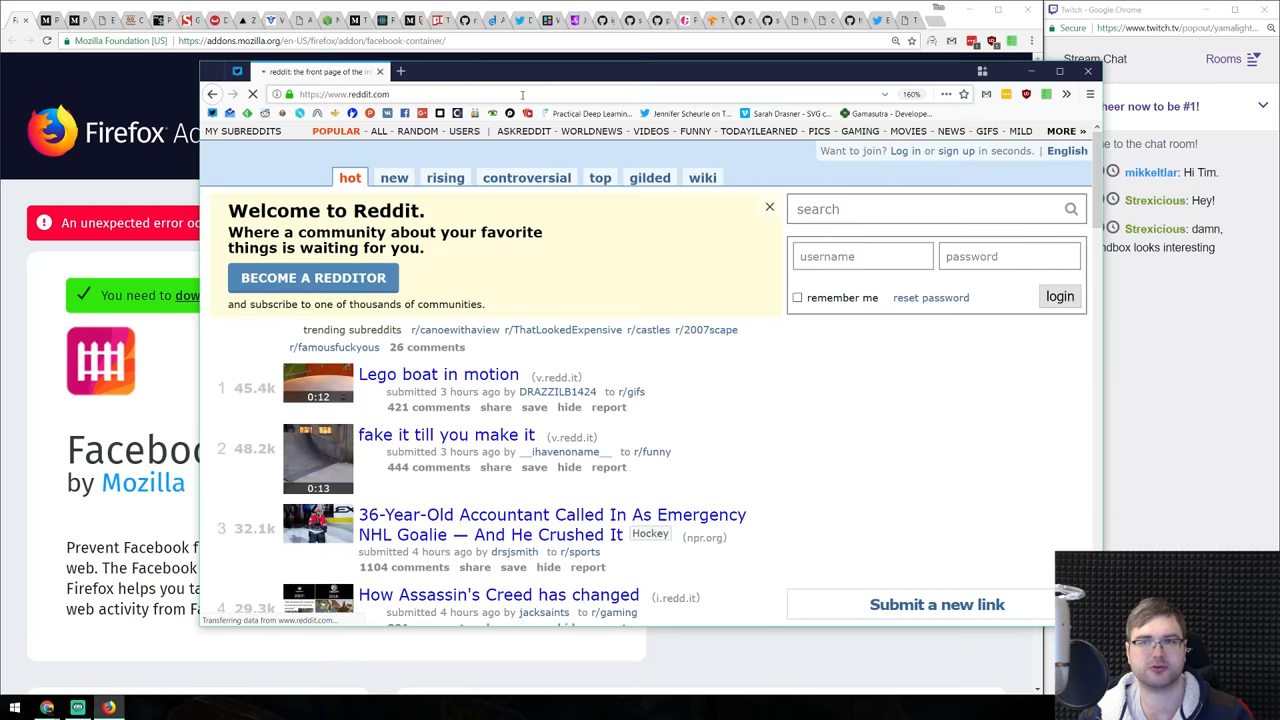 Twitch - Google Chrome
Mozilla Foundation [US]
https://addons.mozilla.org/en-US/firefox/addon/facebook-container/
Secure
https://www.twitch.tv/popout/yamalight...
Stream Chat
Rooms
reddit: the front page of the in
https://www.reddit.com
160%
Practical Deep Learnin...
Jennifer Scheurle on T...
Sarah Drasner - SVG c...
Gamasutra - Develope...
MY SUBREDDITS
POPULAR - ALL - RANDOM - USERS | ASKREDDIT - WORLDNEWS - VIDEOS - FUNNY - TODAYILEARNED - PICS - GAMING - MOVIES - NEWS - GIFS - MILD
MORE »
Want to join? Log in or sign up in seconds. | English
hot
new
rising
controversial
top
gilded
wiki
Welcome to Reddit.
Where a community about your favorite
things is waiting for you.
BECOME A REDDITOR
and subscribe to one of thousands of communities.
search
username
password
remember me
reset password
login
trending subreddits r/canoewithaview r/ThatLookedExpensive r/castles r/2007scape
r/famousfuckyous 26 comments
1 45.4k
0:12
Lego boat in motion (v.redd.it)
submitted 3 hours ago by DRAZZILB1424 to r/gifs
421 comments share save hide report
2 48.2k
0:13
fake it till you make it (v.redd.it)
submitted 3 hours ago by __ihavenoname__ to r/funny
444 comments share save hide report
3 32.1k
36-Year-Old Accountant Called In As Emergency
NHL Goalie — And He Crushed It Hockey (npr.org)
submitted 4 hours ago by drsjsmith to r/sports
1104 comments share save hide report
4 29.3k
How Assassin's Creed has changed (i.redd.it)
submitted 4 hours ago by jacksaints to r/gaming
Submit a new link
Transferring data from www.reddit.com...
Firefox Ad
An unexpected error oc
You need to dow
Facebo
by Mozilla
Prevent Facebook f
web. The Facebook
Firefox helps you ta
web activity from Fa
heer now to be #1!
e to the chat room!
mikkeltlar: Hi Tim.
Strexicious: Hey!
Strexicious: damn,
ndbox looks interesting